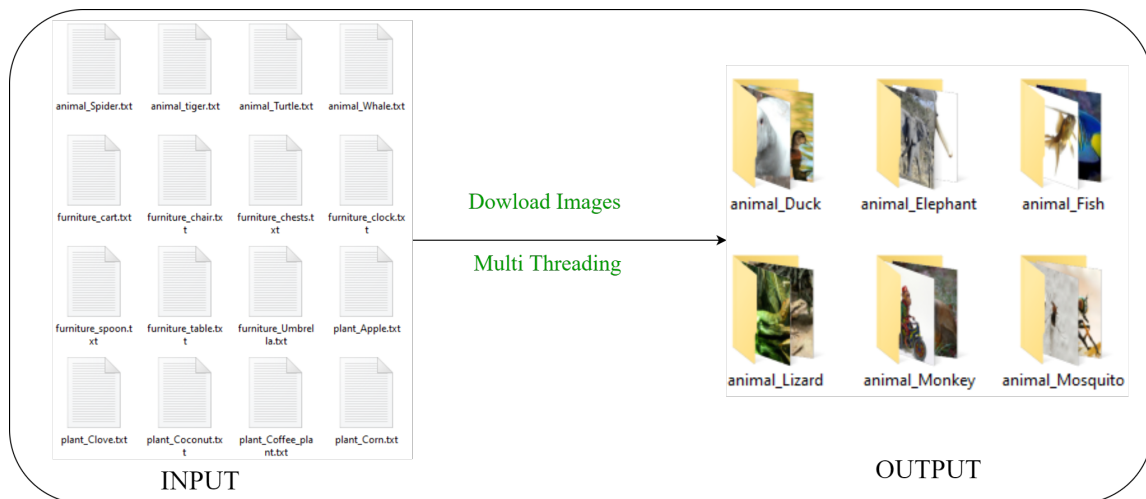 animal_Spider.txt
animal_tiger.txt
animal_Turtle.txt
animal_Whale.txt
furniture_cart.txt
furniture_chair.tx
t
furniture_chests.t
xt
furniture_clock.tx
t
furniture_spoon.t
xt
furniture_table.tx
t
furniture_Umbrel
la.txt
plant_Apple.txt
plant_Clove.txt
plant_Coconut.tx
t
plant_Coffee_pla
nt.txt
plant_Corn.txt
INPUT
Dowload Images
Multi Threading
animal_Duck
animal_Elephant
animal_Fish
animal_Lizard
animal_Monkey
animal_Mosquito
OUTPUT